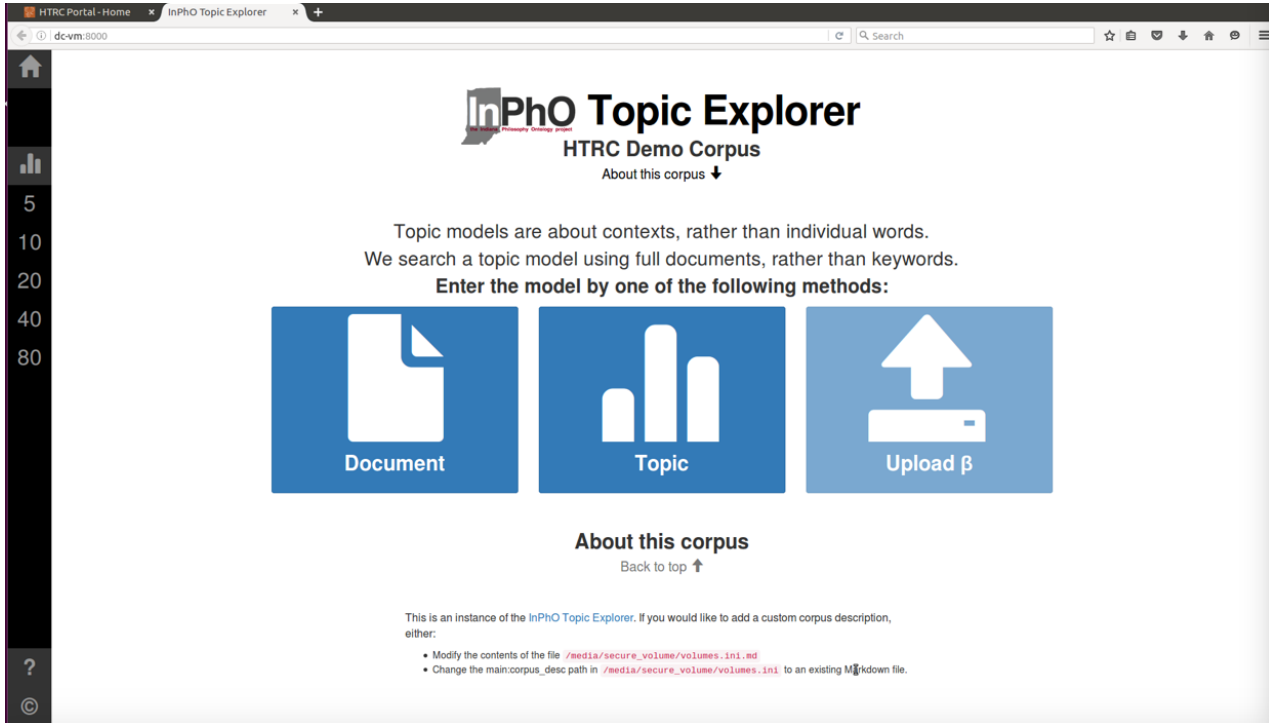 HTRC Portal - Home
InPhO Topic Explorer
dc-vm:8000
Search
5
10
20
40
80
?
©
InPhO Topic Explorer
the Indiana Philosophy Ontology project
HTRC Demo Corpus
About this corpus
Topic models are about contexts, rather than individual words.
We search a topic model using full documents, rather than keywords.
Enter the model by one of the following methods:
Document
Topic
Upload β
About this corpus
Back to top
This is an instance of the InPhO Topic Explorer. If you would like to add a custom corpus description,
either:
• Modify the contents of the file /media/secure_volume/volumes.ini.md
• Change the main:corpus_desc path in /media/secure_volume/volumes.ini to an existing Markdown file.